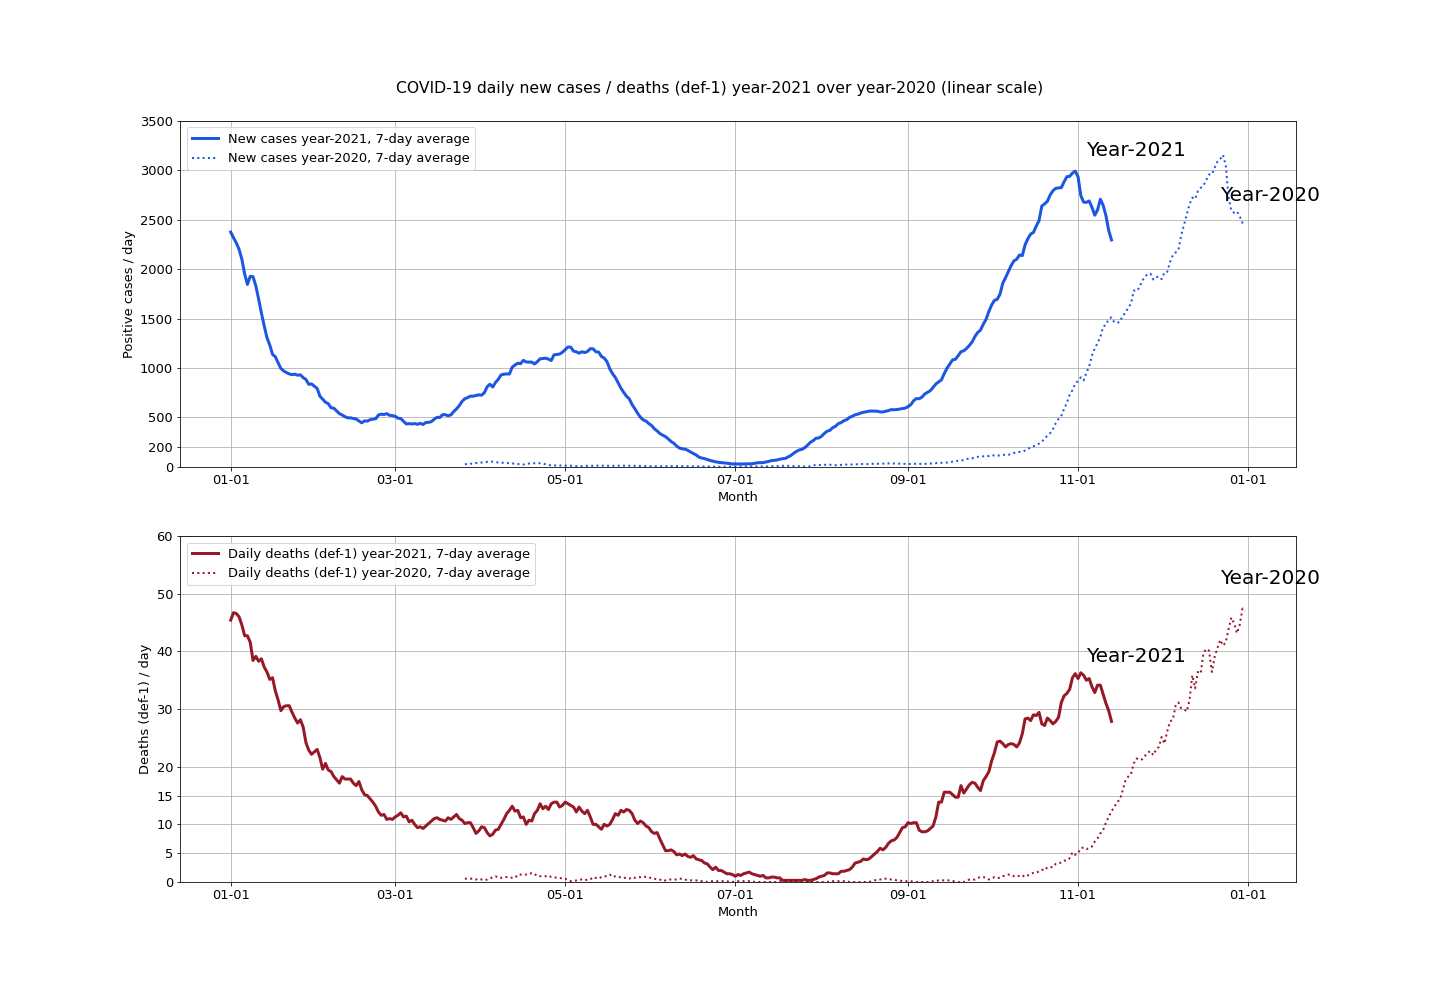 COVID-19 daily new cases / deaths (def-1) year-2021 over year-2020 (linear scale)
3500
3000
2500
2000
1500
1000
500
200
0
Positive cases / day
New cases year-2021, 7-day average
New cases year-2020, 7-day average
Year-2021
Year-2020
01-01
03-01
05-01
07-01
09-01
11-01
01-01
Month
60
50
40
30
20
15
10
5
0
Deaths (def-1) / day
Daily deaths (def-1) year-2021, 7-day average
Daily deaths (def-1) year-2020, 7-day average
Year-2020
Year-2021
01-01
03-01
05-01
07-01
09-01
11-01
01-01
Month